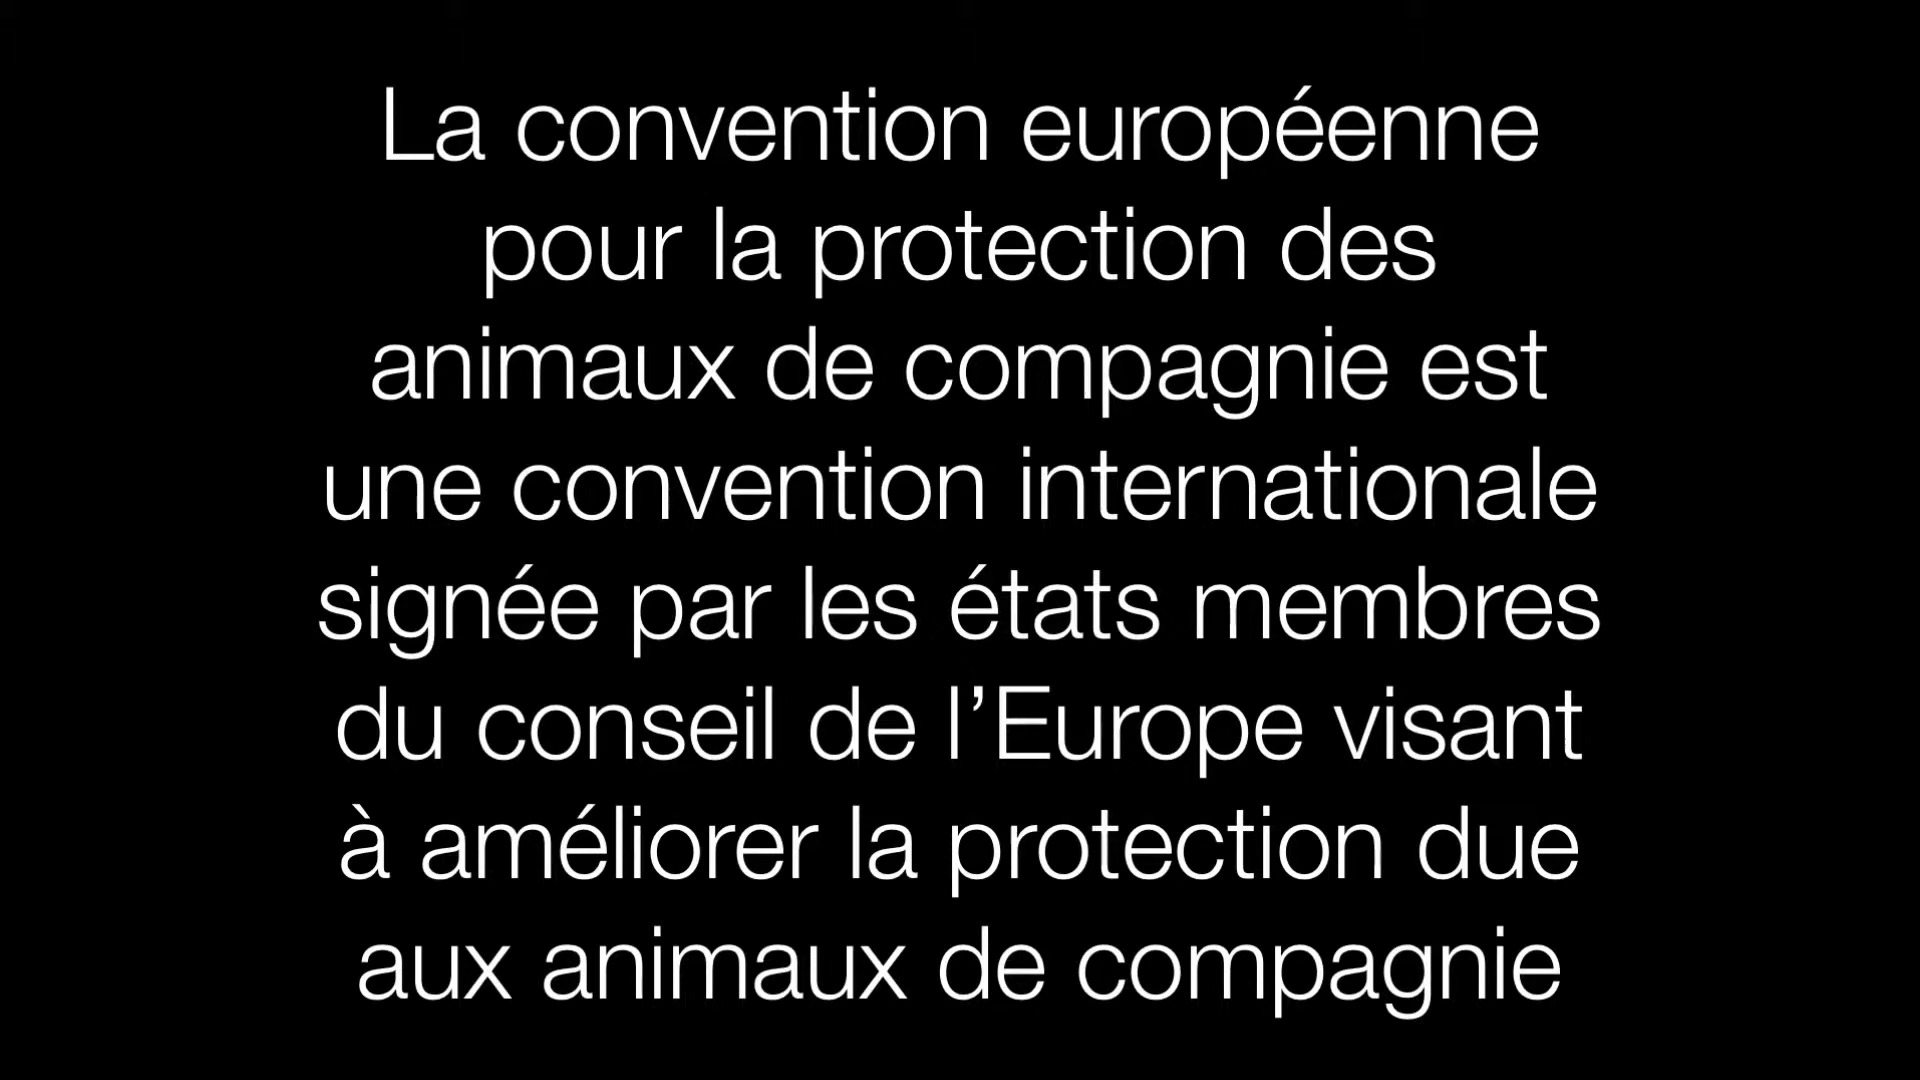 La convention européenne
pour la protection des
animaux de compagnie est
une convention internationale
signée par les états membres
du conseil de l’Europe visant
à améliorer la protection due
aux animaux de compagnie